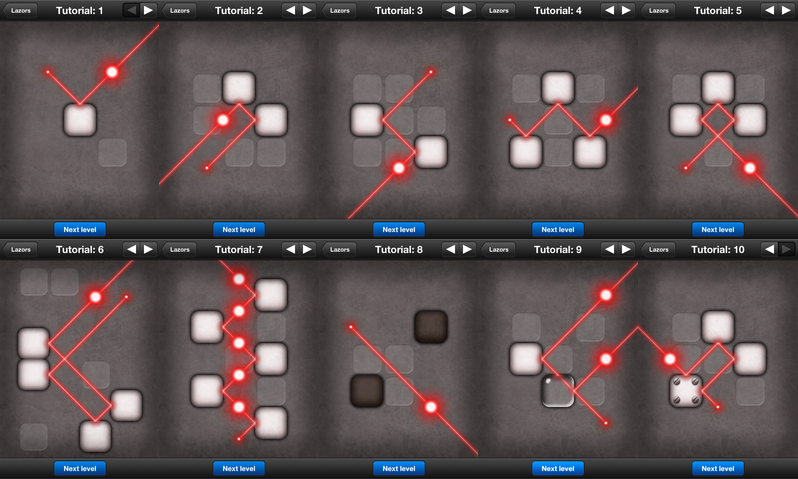 Lazors Tutorial: 1
Lazors Tutorial: 2
Lazors Tutorial: 3
Lazors Tutorial: 4
Lazors Tutorial: 5
Next level
Next level
Next level
Next level
Next level
Lazors Tutorial: 6
Lazors Tutorial: 7
Lazors Tutorial: 8
Lazors Tutorial: 9
Lazors Tutorial: 10
Next level
Next level
Next level
Next level
Next level